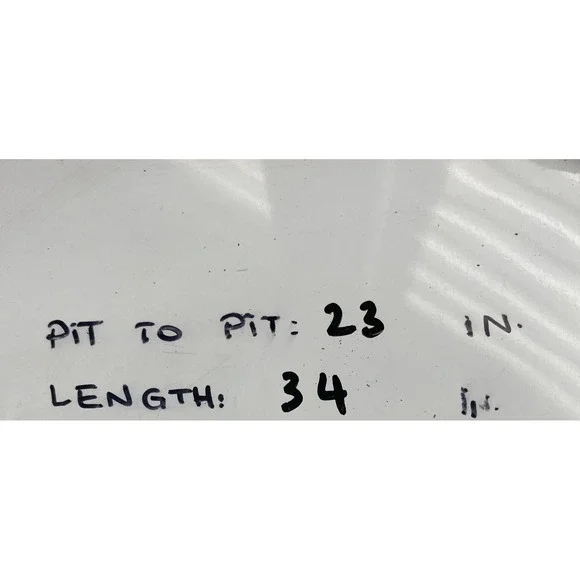 PiT TO PiT: 23 IN.
LENGTH: 34 IN.